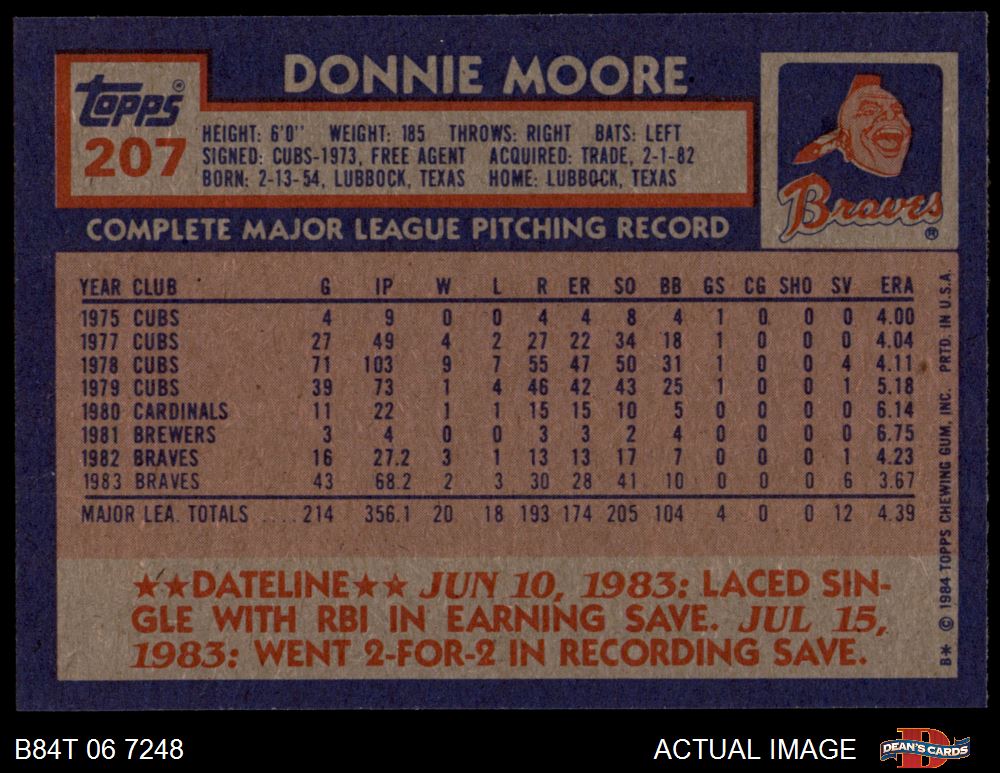 DONNIE MOORE
Topps®
207
HEIGHT: 6'0" WEIGHT: 185 THROWS: RIGHT BATS: LEFT
SIGNED: CUBS-1973, FREE AGENT ACQUIRED: TRADE, 2-1-82
BORN: 2-13-54, LUBBOCK, TEXAS HOME: LUBBOCK, TEXAS
Braves®
COMPLETE MAJOR LEAGUE PITCHING RECORD
YEAR CLUB G IP W L R ER SO BB GS CG SHO SV ERA
1975 CUBS 4 9 0 0 4 4 8 4 1 0 0 0 4.00
1977 CUBS 27 49 4 2 27 22 34 18 1 0 0 0 4.04
1978 CUBS 71 103 9 7 55 47 50 31 1 0 0 4 4.11
1979 CUBS 39 73 1 4 46 42 43 25 1 0 0 1 5.18
1980 CARDINALS 11 22 1 1 15 15 10 5 0 0 0 0 6.14
1981 BREWERS 3 4 0 0 3 3 2 4 0 0 0 0 6.75
1982 BRAVES 16 27.2 3 1 13 13 17 7 0 0 0 1 4.23
1983 BRAVES 43 68.2 2 3 30 28 41 10 0 0 0 6 3.67
MAJOR LEA. TOTALS ....214 356.1 20 18 193 174 205 104 4 0 0 12 4.39
★★DATELINE★★ JUN 10, 1983: LACED SIN-
GLE WITH RBI IN EARNING SAVE. JUL 15,
1983: WENT 2-FOR-2 IN RECORDING SAVE.
B* © 1984 TOPPS CHEWING GUM, INC. PRTD. IN U.S.A.
B84T 06 7248
ACTUAL IMAGE
DEAN'S CARDS